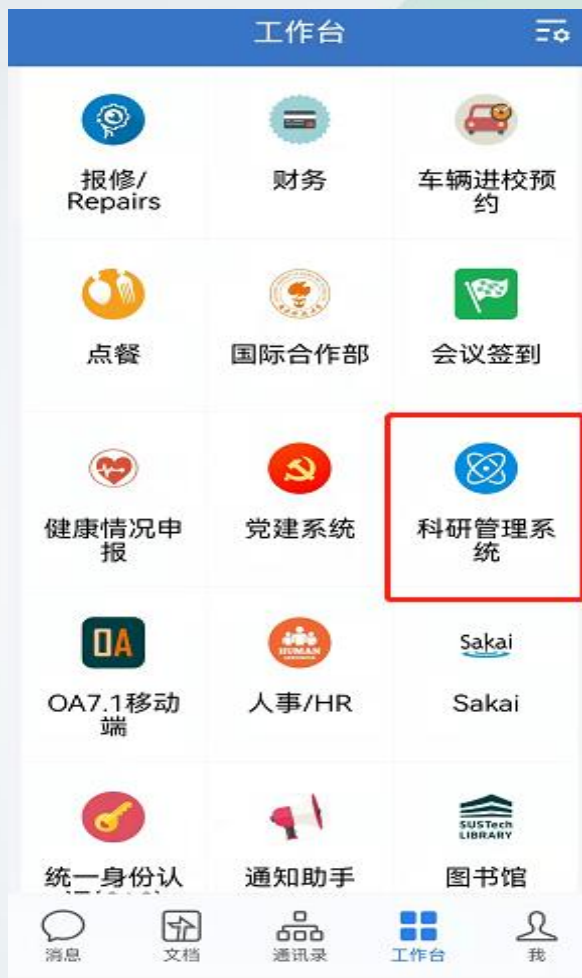 工作台
报修/
Repairs
财务
车辆进校预
约
点餐
国际合作部
会议签到
健康情况申
报
党建系统
科研管理系
统
OA
HUMAN
Sakai
OA7.1移动
端
人事/HR
Sakai
SUSTech
LIBRARY
统一身份认
通知助手
图书馆
消息
文档
通讯录
工作台
我